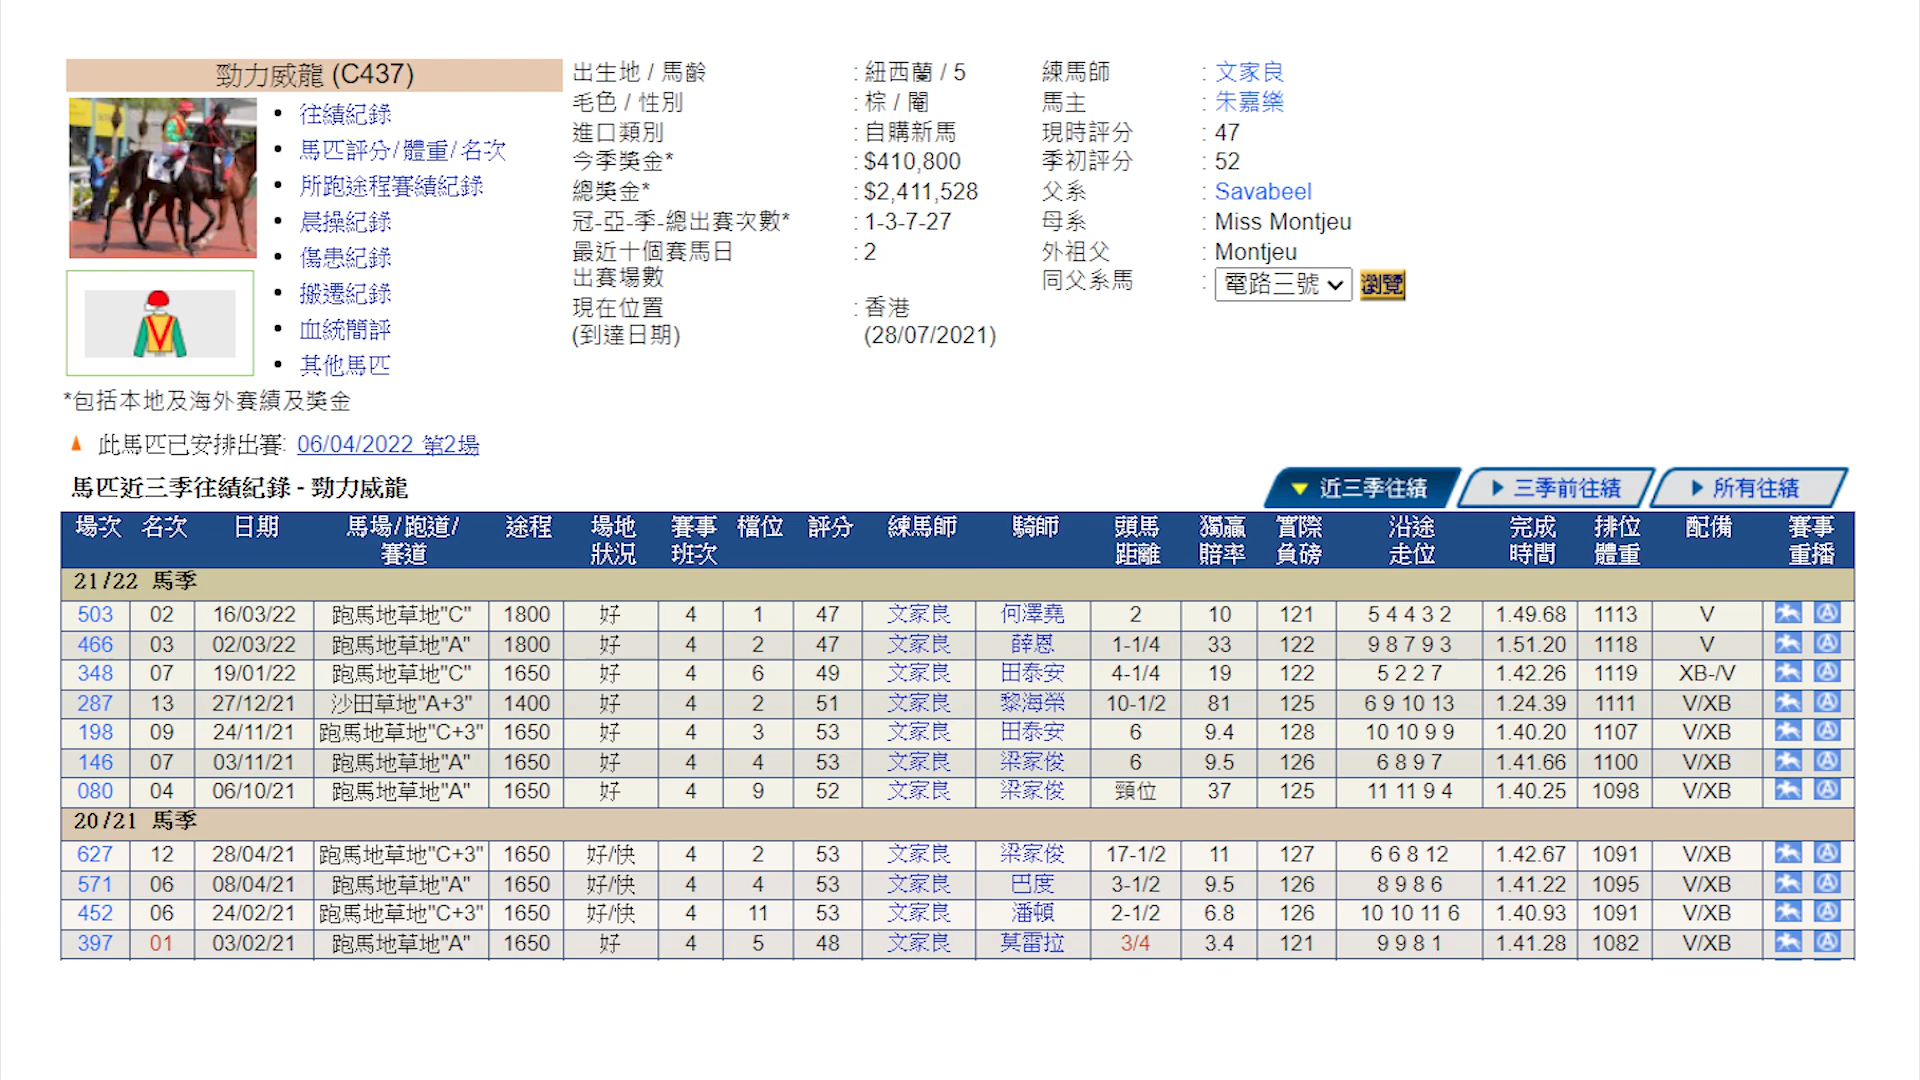 勁力威龍 (C437)
往績紀錄
馬匹評分/體重/名次
所跑途程賽績紀錄
晨操紀錄
傷患紀錄
搬遷紀錄
血統簡評
其他馬匹
*包括本地及海外賽績及獎金
出生地 / 馬齡 : 紐西蘭 / 5
毛色 / 性別 : 棕 / 閹
進口類別 : 自購新馬
今季獎金* : $410,800
總獎金* : $2,411,528
冠-亞-季-總出賽次數* : 1-3-7-27
最近十個賽馬日 : 2
出賽場數
現在位置 : 香港
(到達日期) (28/07/2021)
練馬師 : 文家良
馬主 : 朱嘉樂
現時評分 : 47
季初評分 : 52
父系 : Savabeel
母系 : Miss Montjeu
外祖父 : Montjeu
同父系馬 : 電路三號 瀏覽
此馬匹已安排出賽: 06/04/2022 第2場
馬匹近三季往績紀錄 - 勁力威龍
近三季往績 三季前往績 所有往績
場次 名次 日期 馬場/跑道/賽道 途程 場地狀況 賽事班次 檔位 評分 練馬師 騎師 頭馬距離 獨贏賠率 實際負磅 沿途走位 完成時間 排位體重 配備 賽事重播
21/22 馬季
503 02 16/03/22 跑馬地草地"C" 1800 好 4 1 47 文家良 何澤堯 2 10 121 5 4 4 3 2 1.49.68 1113 V
466 03 02/03/22 跑馬地草地"A" 1800 好 4 2 47 文家良 薛恩 1-1/4 33 122 9 8 7 9 3 1.51.20 1118 V
348 07 19/01/22 跑馬地草地"C" 1650 好 4 6 49 文家良 田泰安 4-1/4 19 122 5 2 2 7 1.42.26 1119 XB-/V
287 13 27/12/21 沙田草地"A+3" 1400 好 4 2 51 文家良 黎海榮 10-1/2 81 125 6 9 10 13 1.24.39 1111 V/XB
198 09 24/11/21 跑馬地草地"C+3" 1650 好 4 3 53 文家良 田泰安 6 9.4 128 10 10 9 9 1.40.20 1107 V/XB
146 07 03/11/21 跑馬地草地"A" 1650 好 4 4 53 文家良 梁家俊 6 9.5 126 6 8 9 7 1.41.66 1100 V/XB
080 04 06/10/21 跑馬地草地"A" 1650 好 4 9 52 文家良 梁家俊 頸位 37 125 11 11 9 4 1.40.25 1098 V/XB
20/21 馬季
627 12 28/04/21 跑馬地草地"C+3" 1650 好/快 4 2 53 文家良 梁家俊 17-1/2 11 127 6 6 8 12 1.42.67 1091 V/XB
571 06 08/04/21 跑馬地草地"A" 1650 好/快 4 4 53 文家良 巴度 3-1/2 9.5 126 8 9 8 6 1.41.22 1095 V/XB
452 06 24/02/21 跑馬地草地"C+3" 1650 好/快 4 11 53 文家良 潘頓 2-1/2 6.8 126 10 10 11 6 1.40.93 1091 V/XB
397 01 03/02/21 跑馬地草地"A" 1650 好 4 5 48 文家良 莫雷拉 3/4 3.4 121 9 9 8 1 1.41.28 1082 V/XB